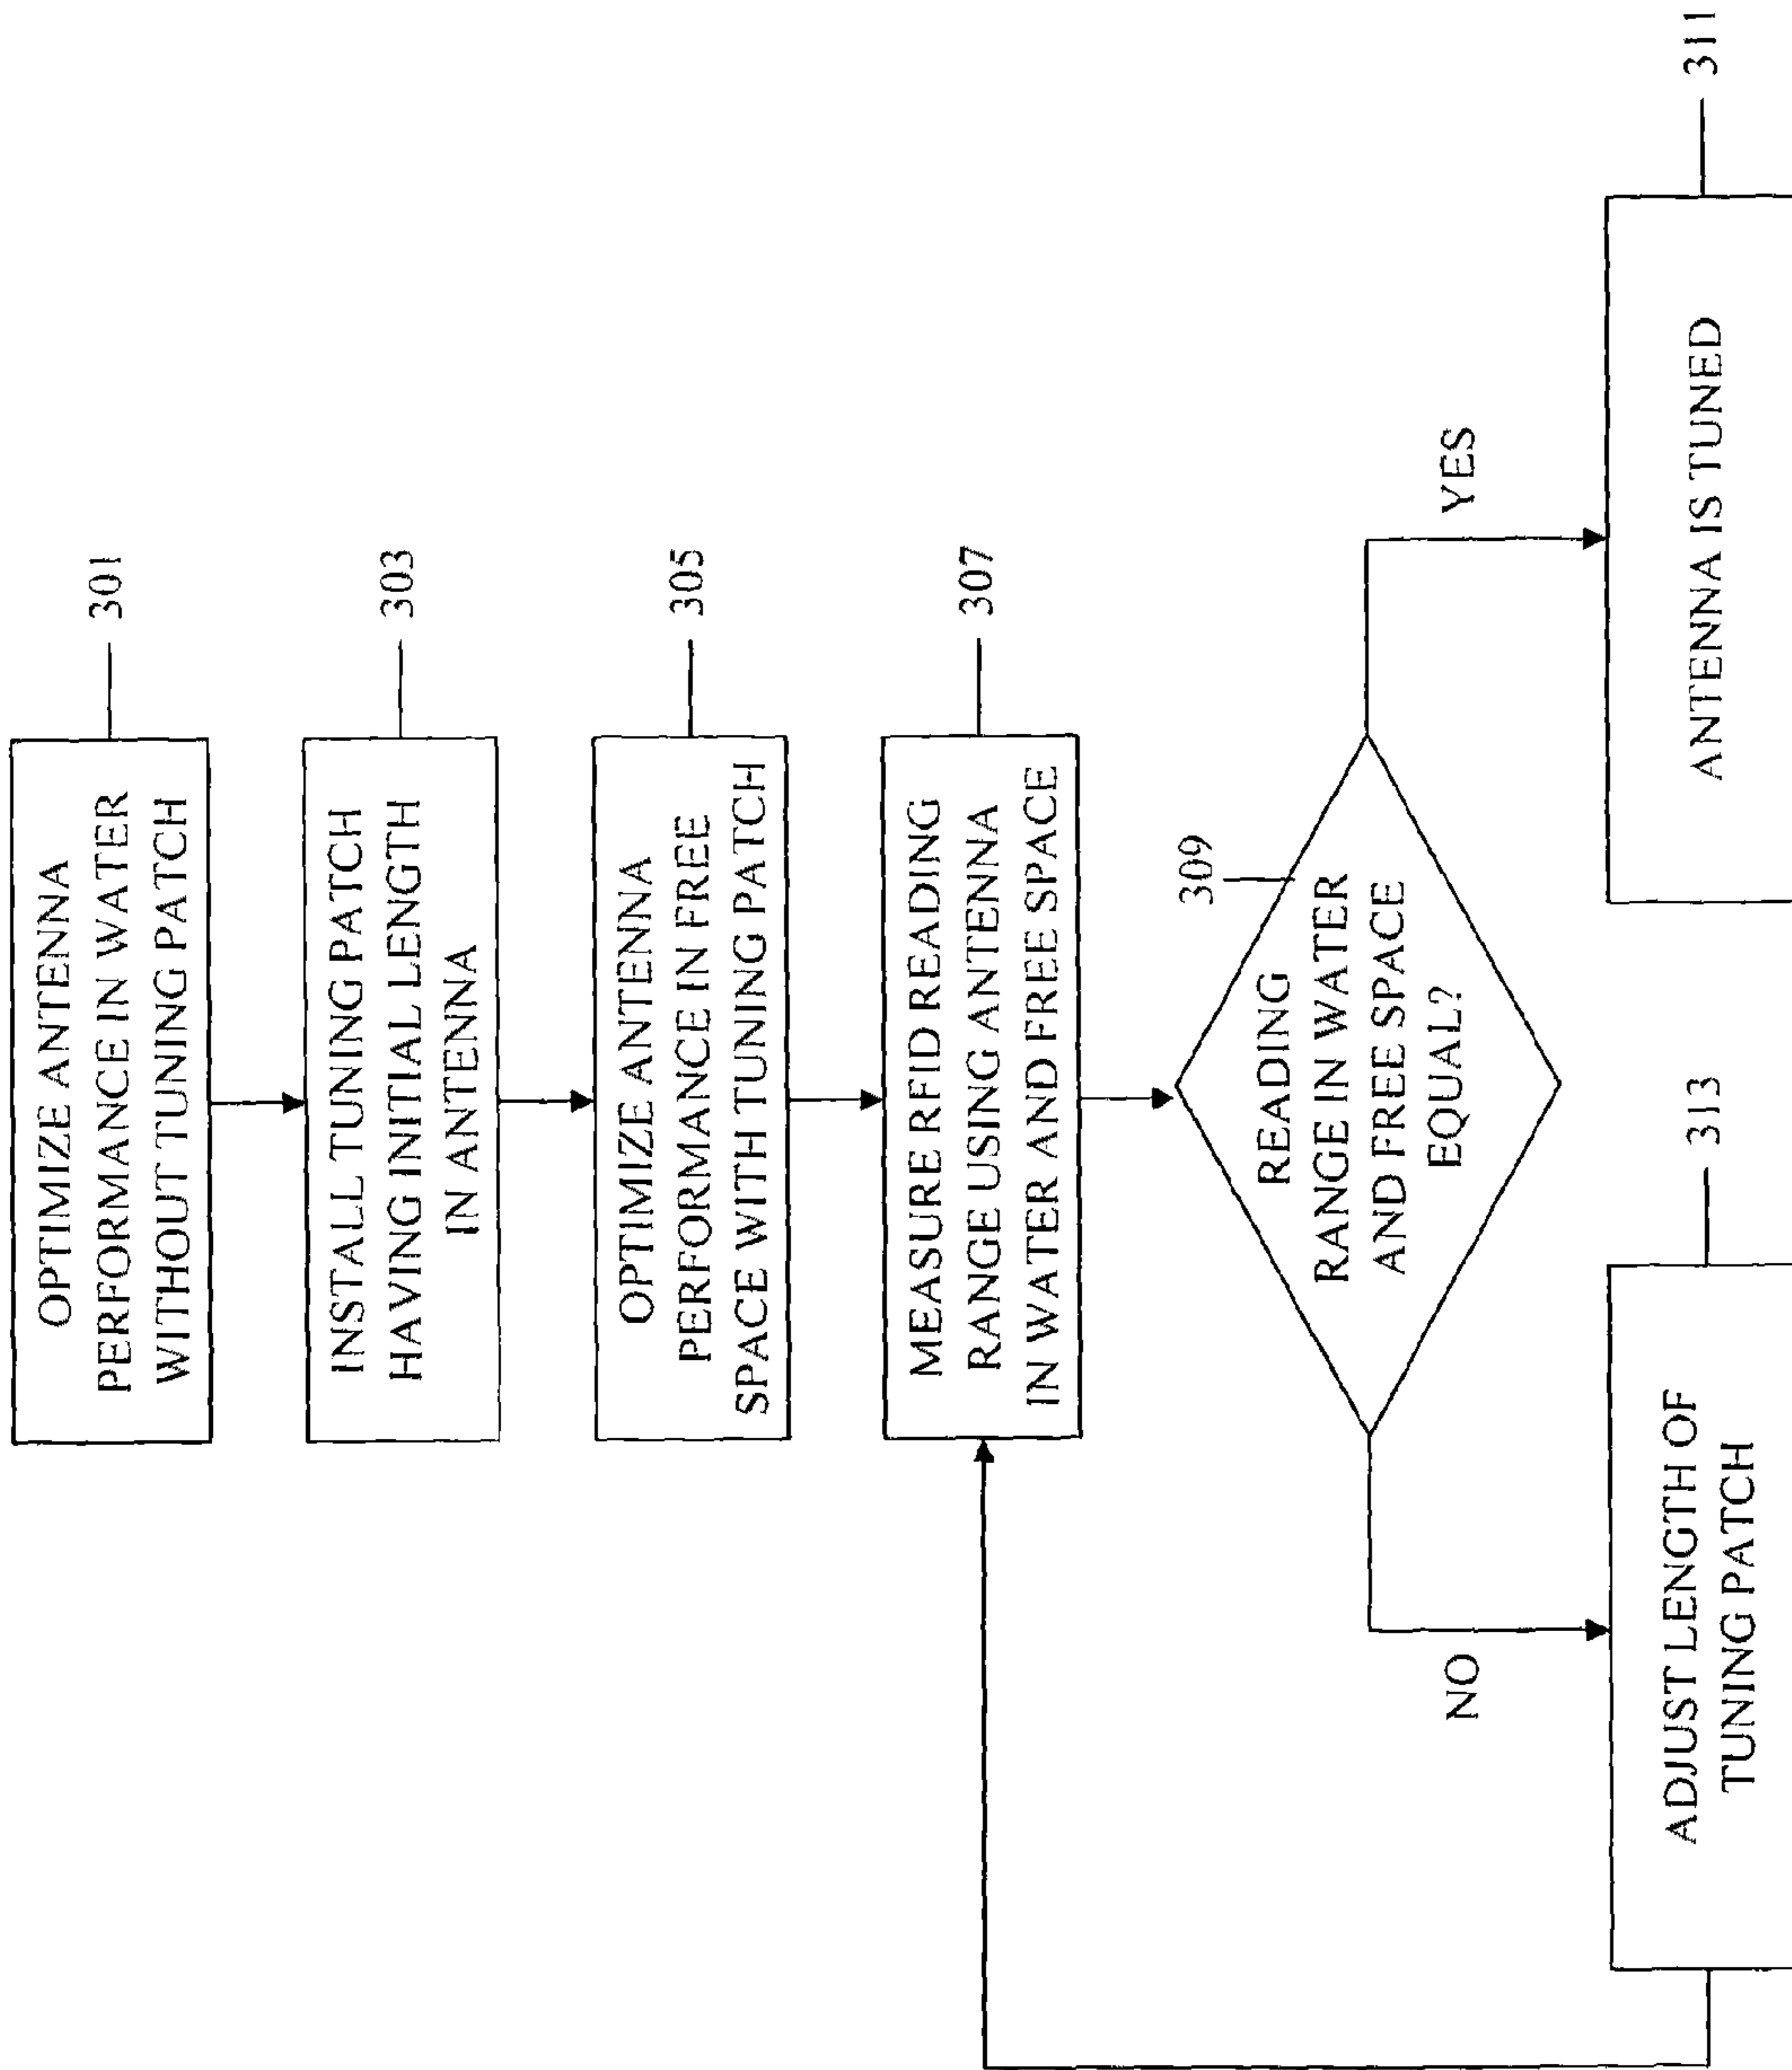 OPTIMIZE ANTENNA
PERFORMANCE IN WATER
WITHOUT TUNING PATCH
301
INSTALL TUNING PATCH
HAVING INITIAL LENGTH
IN ANTENNA
303
OPTIMIZE ANTENNA
PERFORMANCE IN FREE
SPACE WITH TUNING PATCH
305
MEASURE RFID READING
RANGE USING ANTENNA
IN WATER AND FREE SPACE
307
309
READING
RANGE IN WATER
AND FREE SPACE
EQUAL?
NO
YES
ADJUST LENGTH OF
TUNING PATCH
313
ANTENNA IS TUNED
311